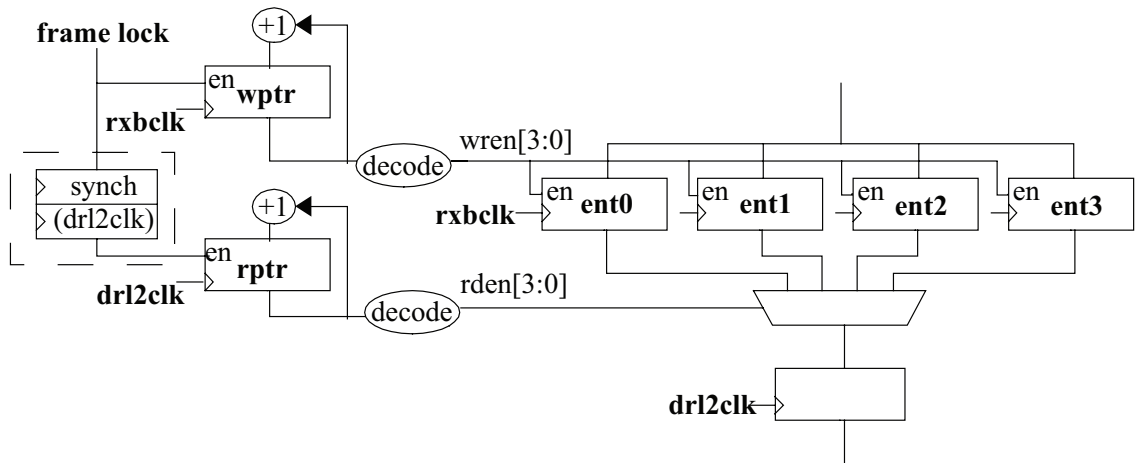 frame lock
+1
en
wptr
rxbclk
decode
wren[3:0]
synch
(drl2clk)
+1
en
rptr
drl2clk
decode
rden[3:0]
en
ent0
rxbclk
en
ent1
en
ent2
en
ent3
drl2clk